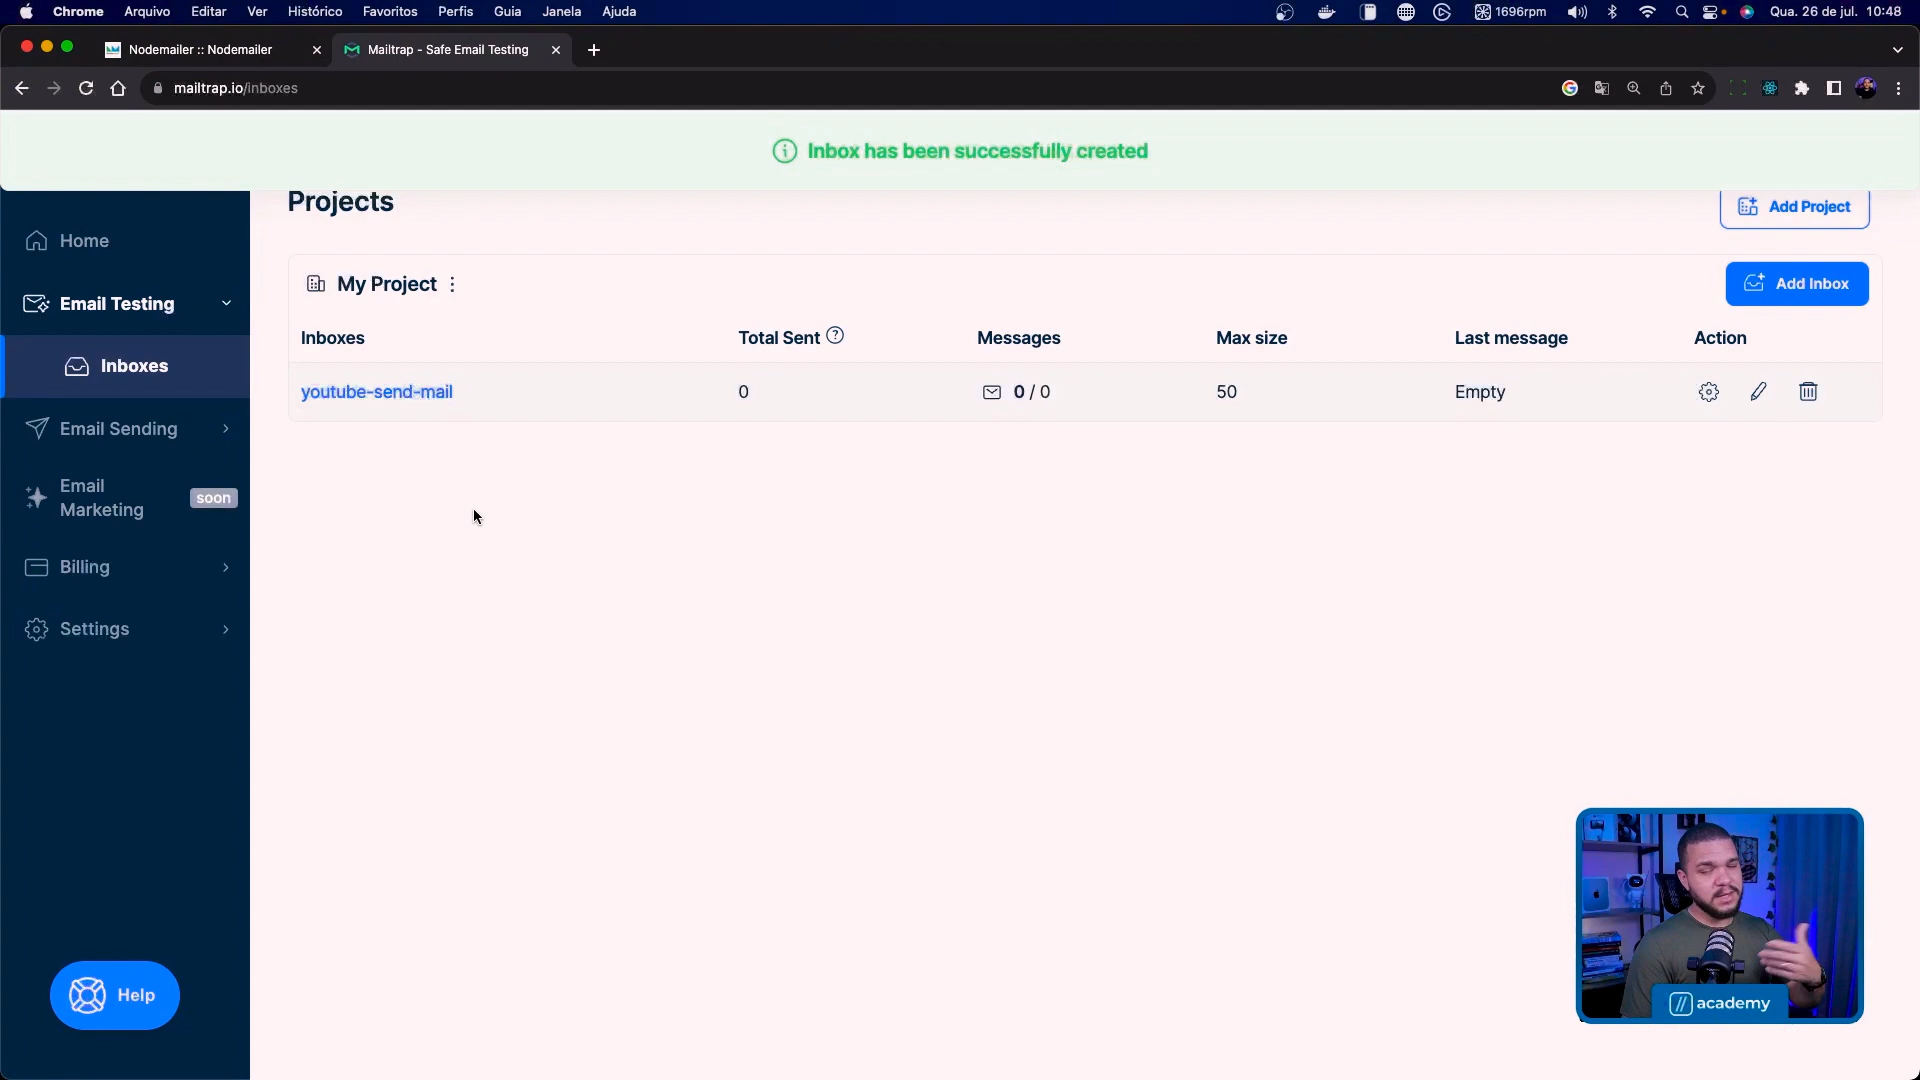 Chrome Arquivo Editar Ver Histórico Favoritos Perfis Guia Janela Ajuda 1696rpm Qua. 26 de jul. 10:48
Nodemailer :: Nodemailer Mailtrap - Safe Email Testing
mailtrap.io/inboxes
Inbox has been successfully created
Projects
Add Project
Home
My Project
Add Inbox
Email Testing
Inboxes Total Sent Messages Max size Last message Action
Inboxes
youtube-send-mail 0 0 / 0 50 Empty
Email Sending
Email
Marketing
soon
Billing
Settings
Help
// academy